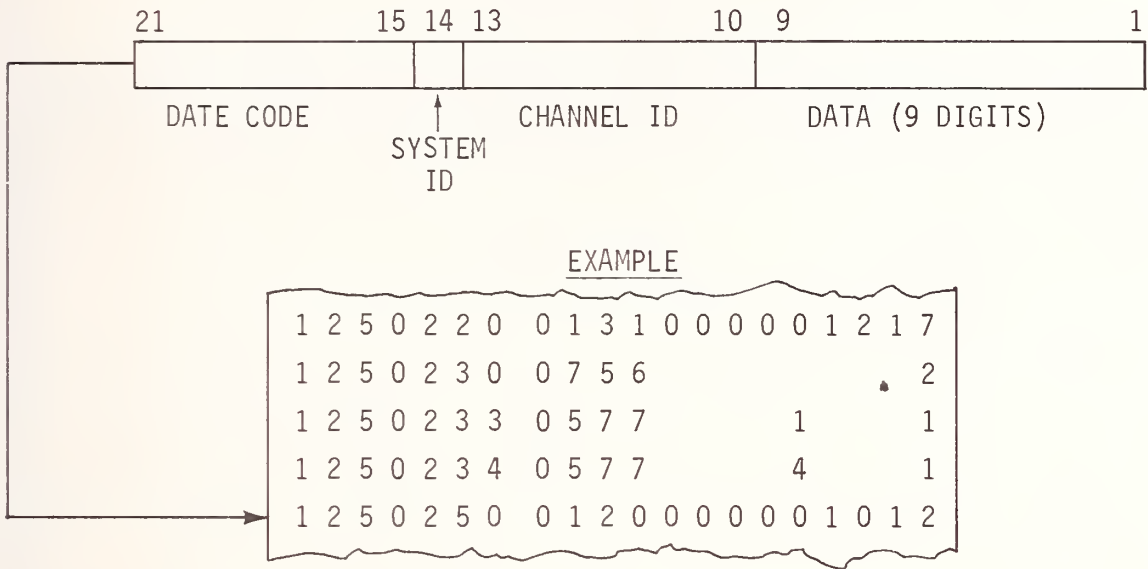 21 15 14 13 10 9 1
DATE CODE CHANNEL ID DATA (9 DIGITS)
SYSTEM
ID
EXAMPLE
1 2 5 0 2 2 0 0 1 3 1 0 0 0 0 0 1 2 1 7
1 2 5 0 2 3 0 0 7 5 6 . 2
1 2 5 0 2 3 3 0 5 7 7 1 1
1 2 5 0 2 3 4 0 5 7 7 4 1
1 2 5 0 2 5 0 0 1 2 0 0 0 0 0 0 1 0 1 2